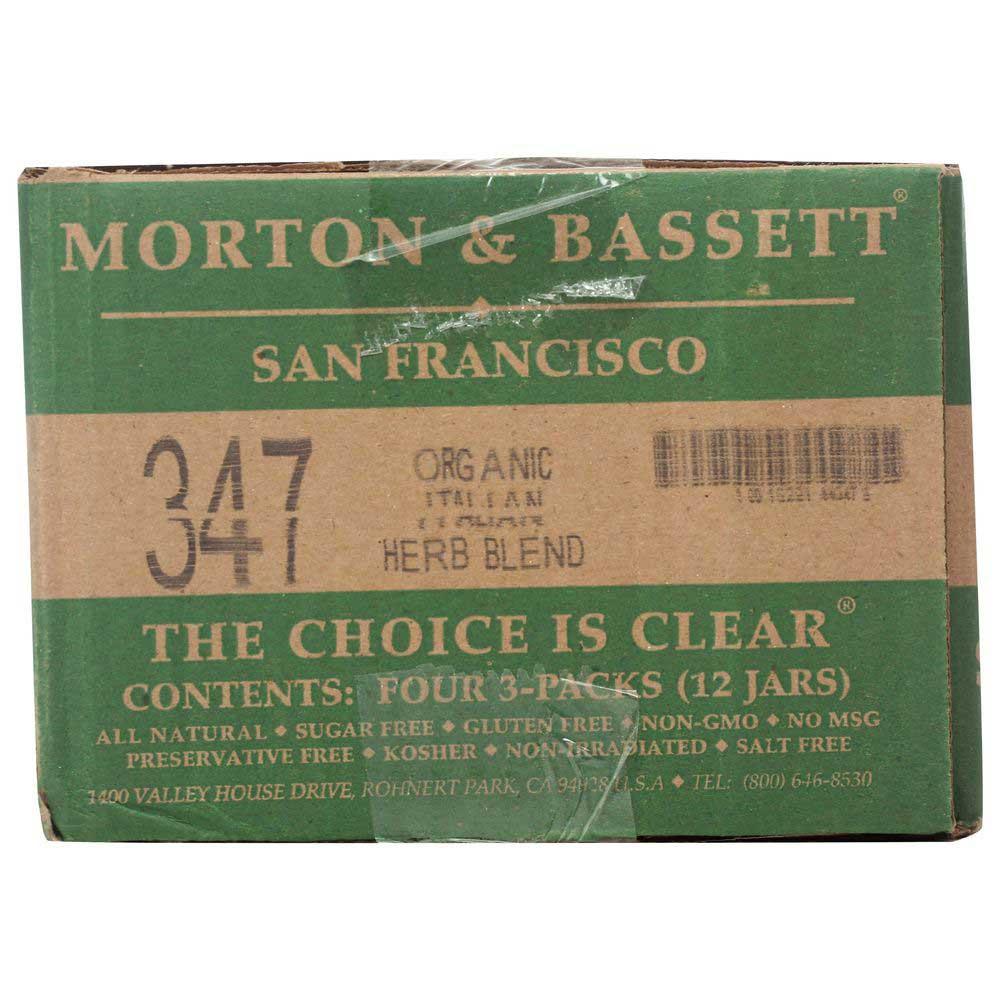 MORTON & BASSETT®
SAN FRANCISCO
347
ORGANIC
ITALIAN
HERB BLEND
THE CHOICE IS CLEAR®
CONTENTS: FOUR 3-PACKS (12 JARS)
ALL NATURAL ◆ SUGAR FREE ◆ GLUTEN FREE ◆ NON-GMO ◆ NO MSG
PRESERVATIVE FREE ◆ KOSHER ◆ NON-IRRADIATED ◆ SALT FREE
1400 VALLEY HOUSE DRIVE, ROHNERT PARK, CA 94928 U.S.A ◆ TEL: (800) 646-8530